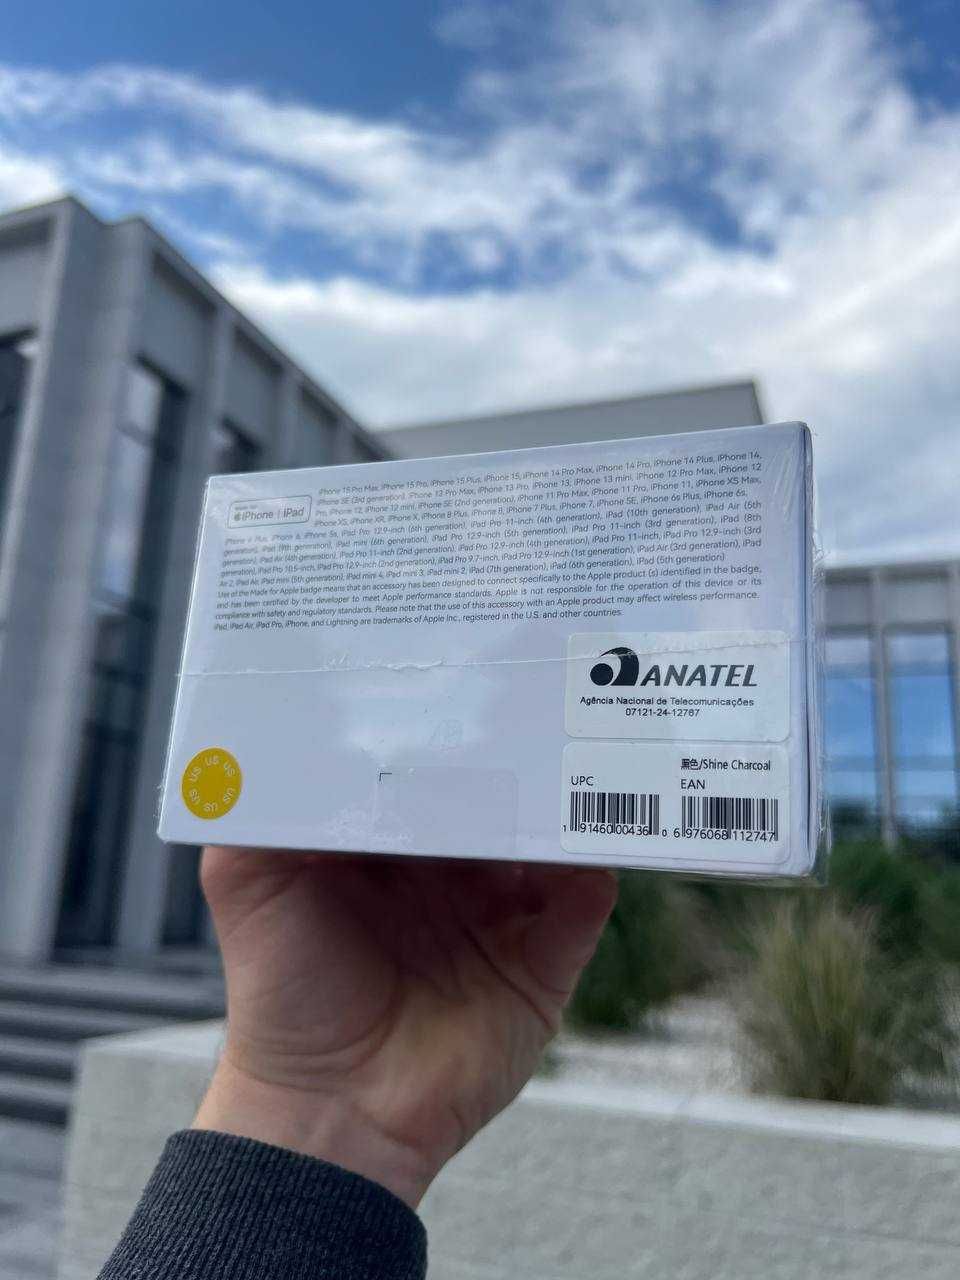 iPhone 15 Pro Max, iPhone 15 Pro, iPhone 15 Plus, iPhone 15, iPhone 14 Pro Max, iPhone 14 Pro, iPhone 14 Plus, iPhone 14,
iPhone SE (3rd generation), iPhone 13 Pro Max, iPhone 13 Pro, iPhone 13, iPhone 13 mini, iPhone 12 Pro Max, iPhone 12
Pro, iPhone 12, iPhone 12 mini, iPhone SE (2nd generation), iPhone 11 Pro Max, iPhone 11 Pro, iPhone 11, iPhone XS Max,
iPhone | iPad
iPhone XS, iPhone XR, iPhone X, iPhone 8 Plus, iPhone 8, iPhone 7 Plus, iPhone 7, iPhone SE, iPhone 6s Plus, iPhone 6s,
iPhone 6 Plus, iPhone 6, iPhone 5s, iPad Pro 12.9-inch (6th generation), iPad Pro 11-inch (4th generation), iPad (10th generation), iPad Air (5th
generation), iPad (9th generation), iPad mini (6th generation), iPad Pro 12.9-inch (5th generation), iPad Pro 11-inch (3rd generation), iPad (8th
generation), iPad Air (4th generation), iPad Pro 11-inch (2nd generation), iPad Pro 12.9-inch (4th generation), iPad Pro 11-inch, iPad Pro 12.9-inch (3rd
generation), iPad Pro 10.5-inch, iPad Pro 12.9-inch (2nd generation), iPad Pro 9.7-inch, iPad Pro 12.9-inch (1st generation), iPad Air (3rd generation), iPad
Air 2, iPad Air, iPad mini (5th generation), iPad mini 4, iPad mini 3, iPad mini 2, iPad (7th generation), iPad (6th generation), iPad (5th generation)
Use of the Made for Apple badge means that an accessory has been designed to connect specifically to the Apple product (s) identified in the badge,
and has been certified by the developer to meet Apple performance standards. Apple is not responsible for the operation of this device or its
compliance with safety and regulatory standards. Please note that the use of this accessory with an Apple product may affect wireless performance.
iPad, iPad Air, iPad Pro, iPhone, and Lightning are trademarks of Apple Inc., registered in the U.S. and other countries.
ANATEL
Agência Nacional de Telecomunicações
07121-24-12767
黑色/Shine Charcoal
UPC EAN
1 91460 00436 0 6 976068 112747
US US US
US US US